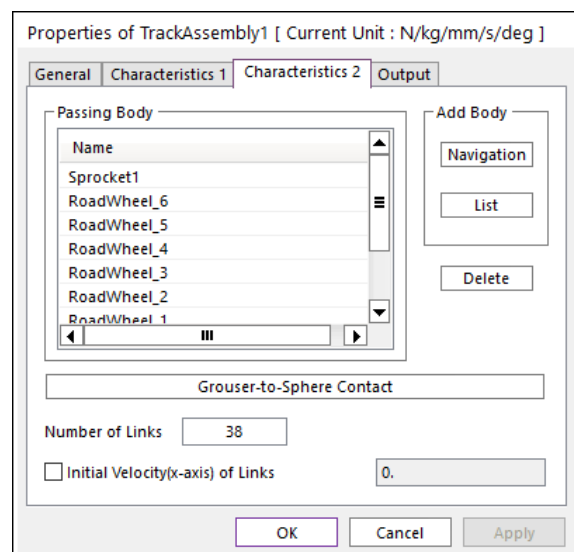 Properties of TrackAssembly1 [ Current Unit : N/kg/mm/s/deg ]
General Characteristics 1 Characteristics 2 Output
Passing Body
Add Body
Name
Navigation
Sprocket1
RoadWheel_6
RoadWheel_5
List
RoadWheel_4
RoadWheel_3
Delete
RoadWheel_2
RoadWheel_1
Grouser-to-Sphere Contact
Number of Links 38
Initial Velocity(x-axis) of Links 0.
OK Cancel Apply